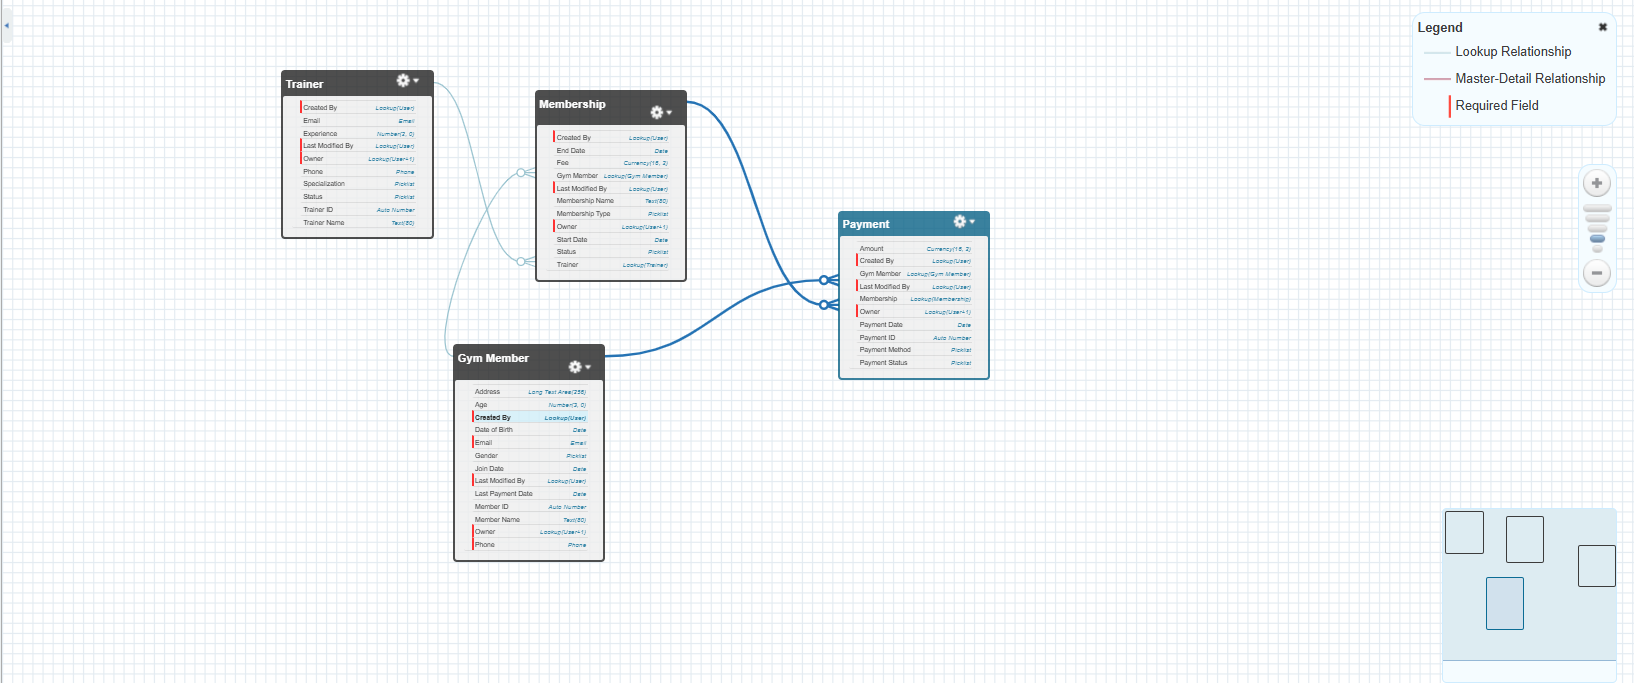 Legend
Lookup Relationship
Master-Detail Relationship
Required Field
Trainer
Created By Lookup(User)
Email Email
Experience Number(2, 0)
Last Modified By Lookup(User)
Owner Lookup(User+1)
Phone Phone
Specialization Picklist
Status Picklist
Trainer ID Auto Number
Trainer Name Text(80)
Membership
Created By Lookup(User)
End Date Date
Fee Currency(16, 2)
Gym Member Lookup(Gym Member)
Last Modified By Lookup(User)
Membership Name Text(80)
Membership Type Picklist
Owner Lookup(User+1)
Start Date Date
Status Picklist
Trainer Lookup(Trainer)
Payment
Amount Currency(16, 2)
Created By Lookup(User)
Gym Member Lookup(Gym Member)
Last Modified By Lookup(User)
Membership Lookup(Membership)
Owner Lookup(User+1)
Payment Date Date
Payment ID Auto Number
Payment Method Picklist
Payment Status Picklist
Gym Member
Address Long Text Area(256)
Age Number(3, 0)
Created By Lookup(User)
Date of Birth Date
Email Email
Gender Picklist
Join Date Date
Last Modified By Lookup(User)
Last Payment Date Date
Member ID Auto Number
Member Name Text(80)
Owner Lookup(User+1)
Phone Phone